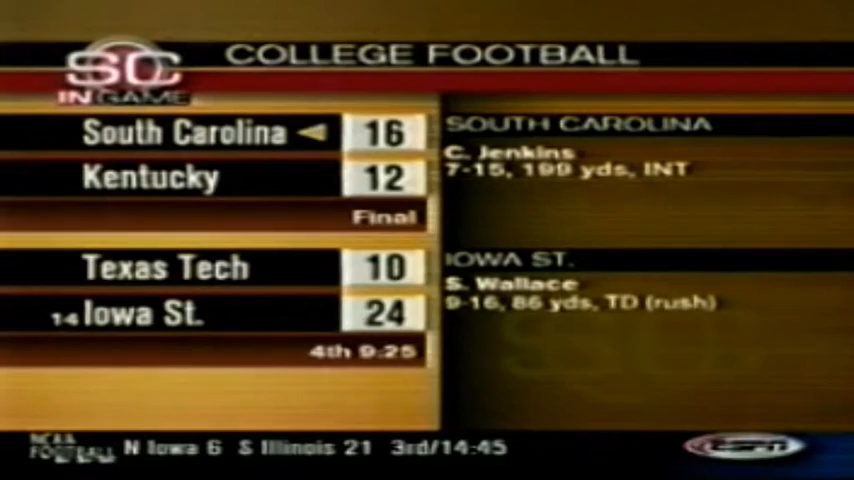 SC COLLEGE FOOTBALL
IN GAME
South Carolina 16
Kentucky 12
Final
SOUTH CAROLINA
C. Jenkins
7-15, 199 yds, INT
Texas Tech 10
14 Iowa St. 24
4th 9:25
IOWA ST.
S. Wallace
9-16, 86 yds, TD (rush)
NCAA
FOOTBALL
N Iowa 6 S Illinois 21 3rd/14:45
ESPN